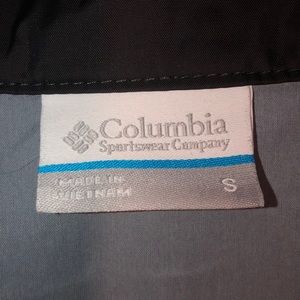 Columbia
Sportswear Company
MADE IN
VIETNAM
S